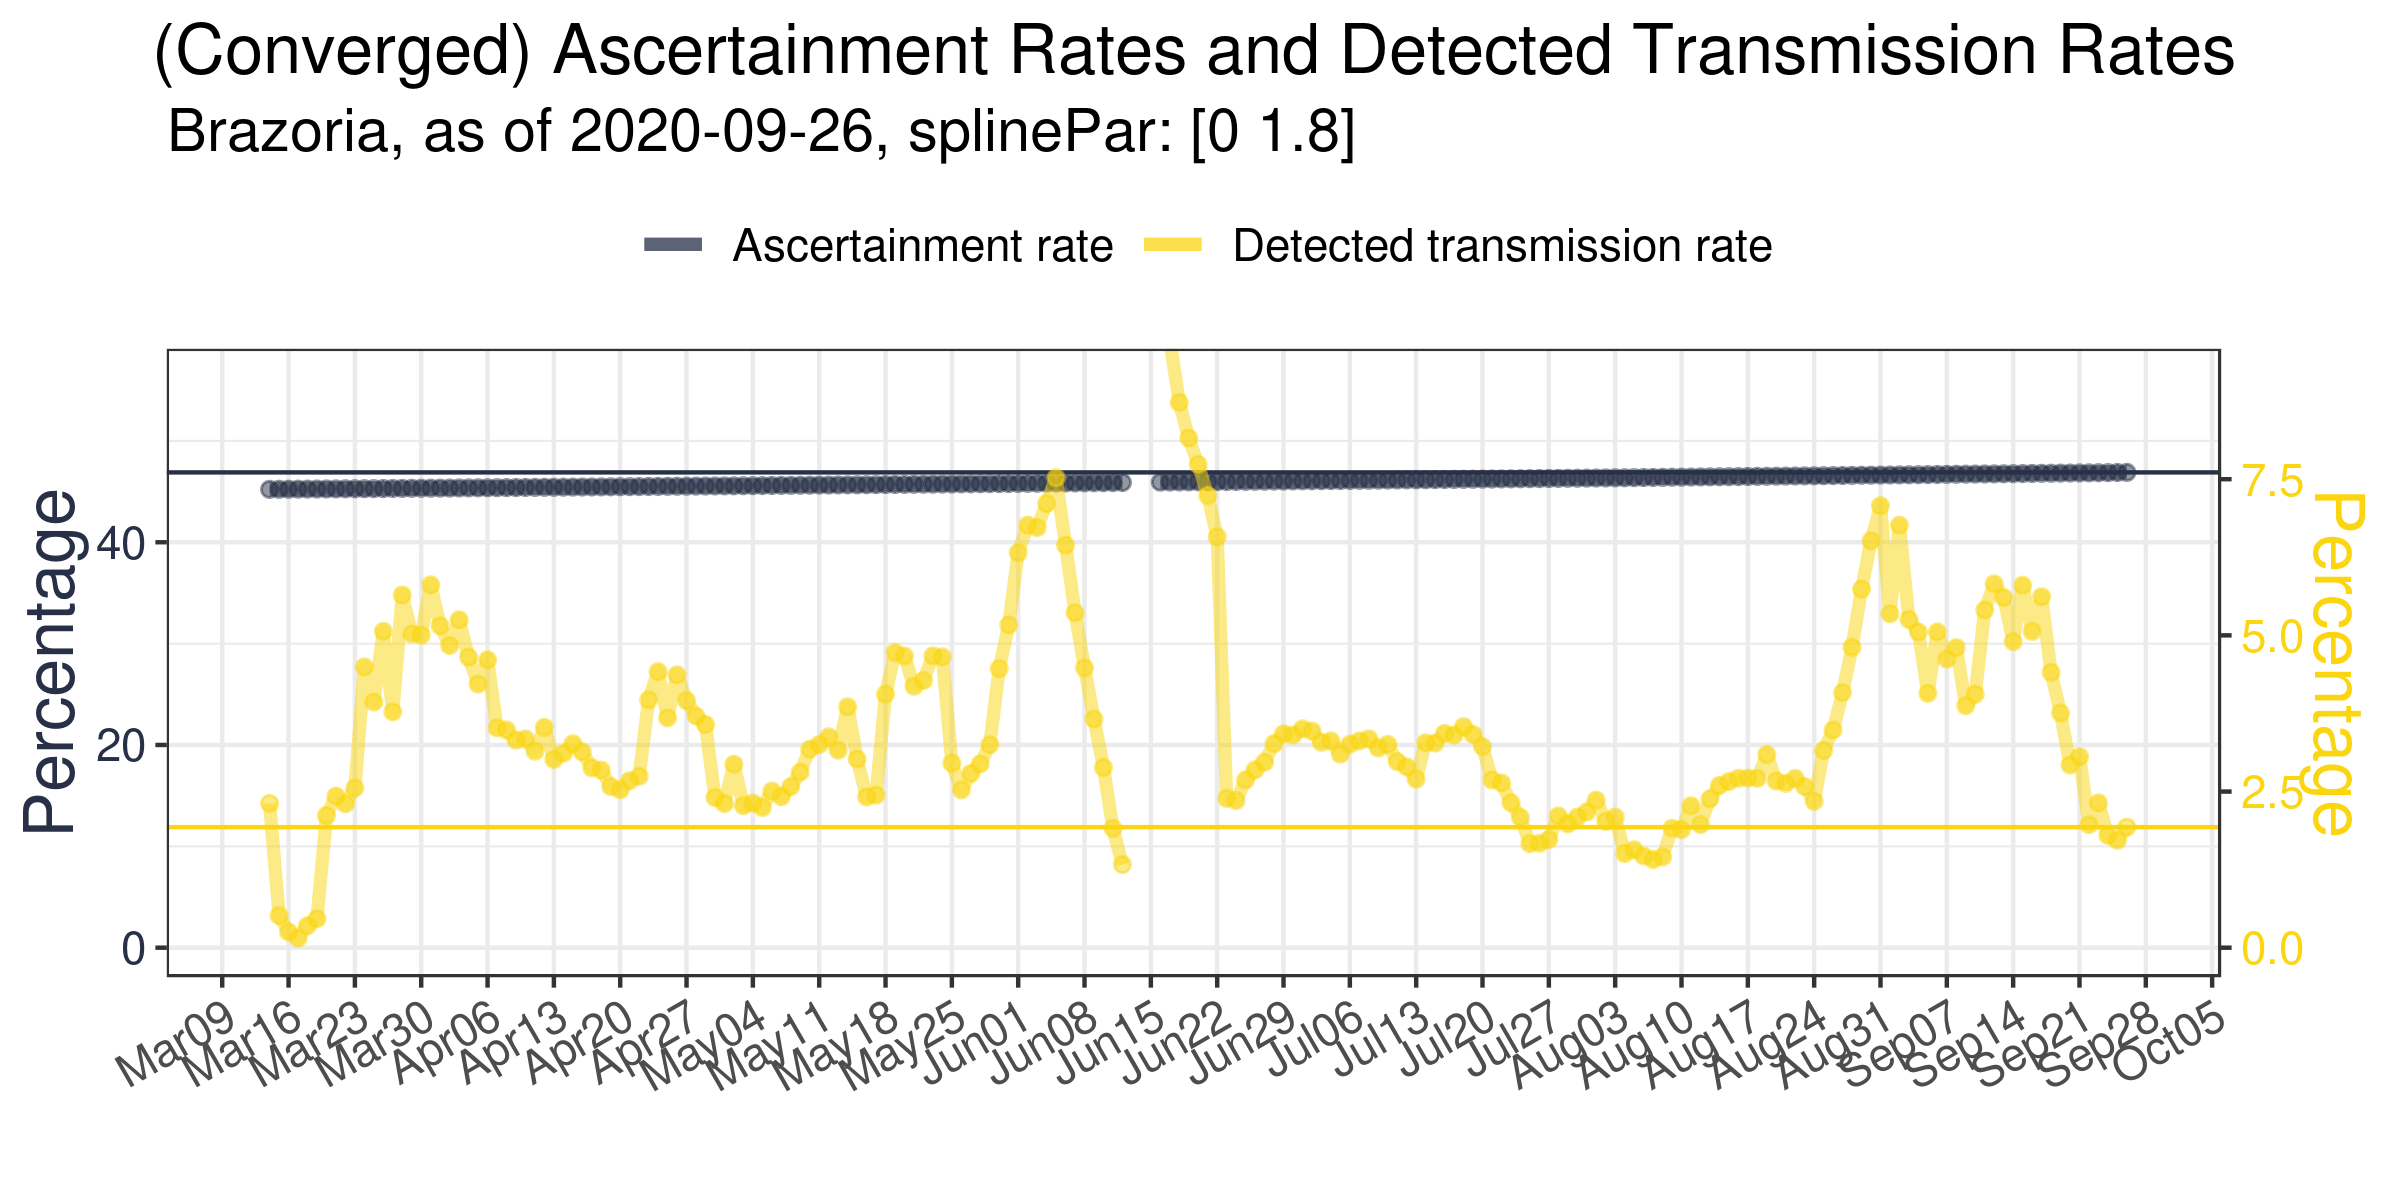 (Converged) Ascertainment Rates and Detected Transmission Rates
Brazoria, as of 2020-09-26, splinePar: [0 1.8]
Ascertainment rate
Detected transmission rate
Percentage
40
20
0
7.5
5.0
2.5
0.0
Percentage
Mar09
Mar16
Mar23
Mar30
Apr06
Apr13
Apr20
Apr27
May04
May11
May18
May25
Jun01
Jun08
Jun15
Jun22
Jun29
Jul06
Jul13
Jul20
Jul27
Aug03
Aug10
Aug17
Aug24
Aug31
Sep07
Sep14
Sep21
Sep28
Oct05